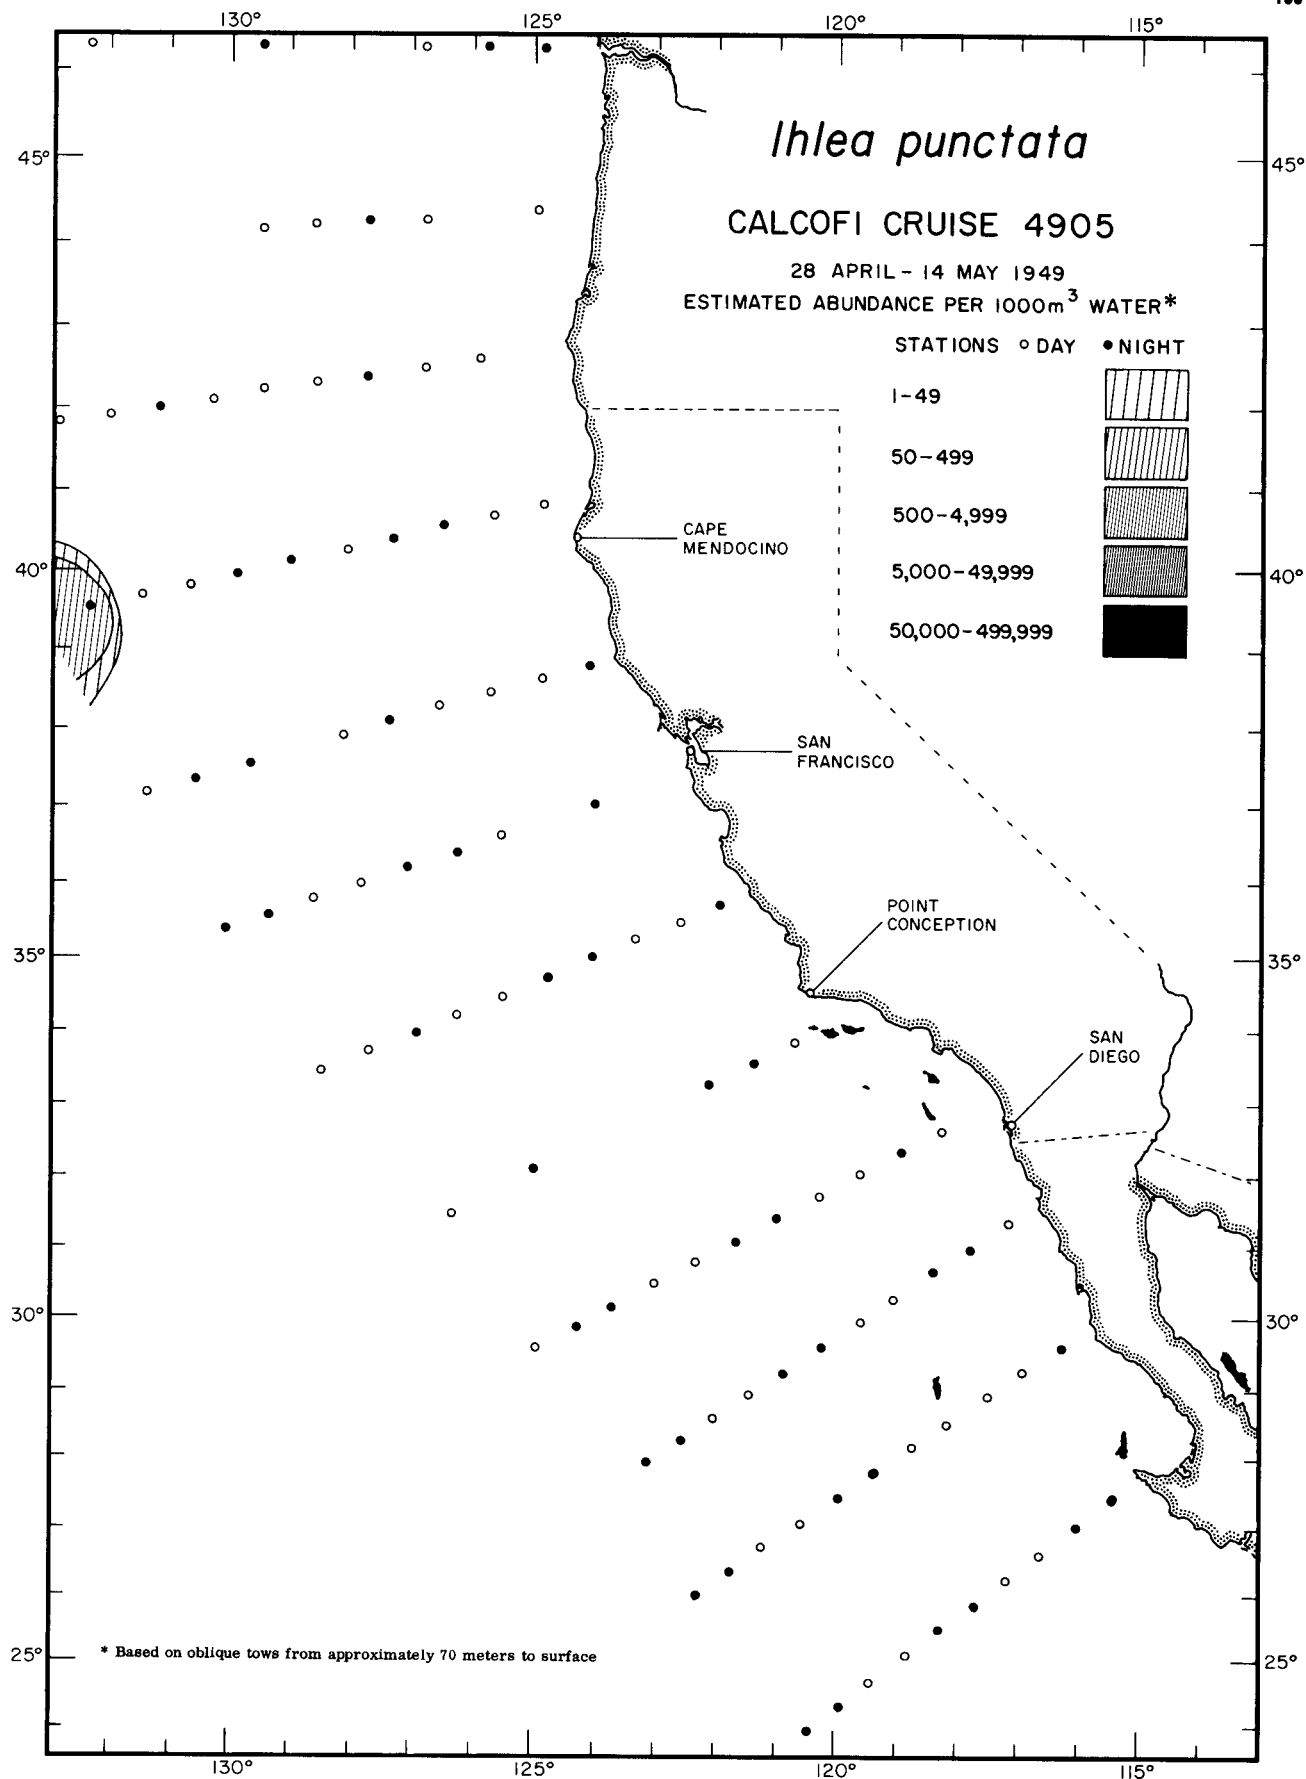 130°
125°
120°
115°
45°
45°
Ihlea punctata
CALCOFI CRUISE 4905
28 APRIL – 14 MAY 1949
ESTIMATED ABUNDANCE PER 1000m³ WATER*
STATIONS ○ DAY ● NIGHT
1–49
50–499
500–4,999
5,000–49,999
50,000–499,999
CAPE
MENDOCINO
40°
40°
SAN
FRANCISCO
POINT
CONCEPTION
35°
35°
SAN
DIEGO
30°
30°
* Based on oblique tows from approximately 70 meters to surface
25°
25°
130°
125°
120°
115°